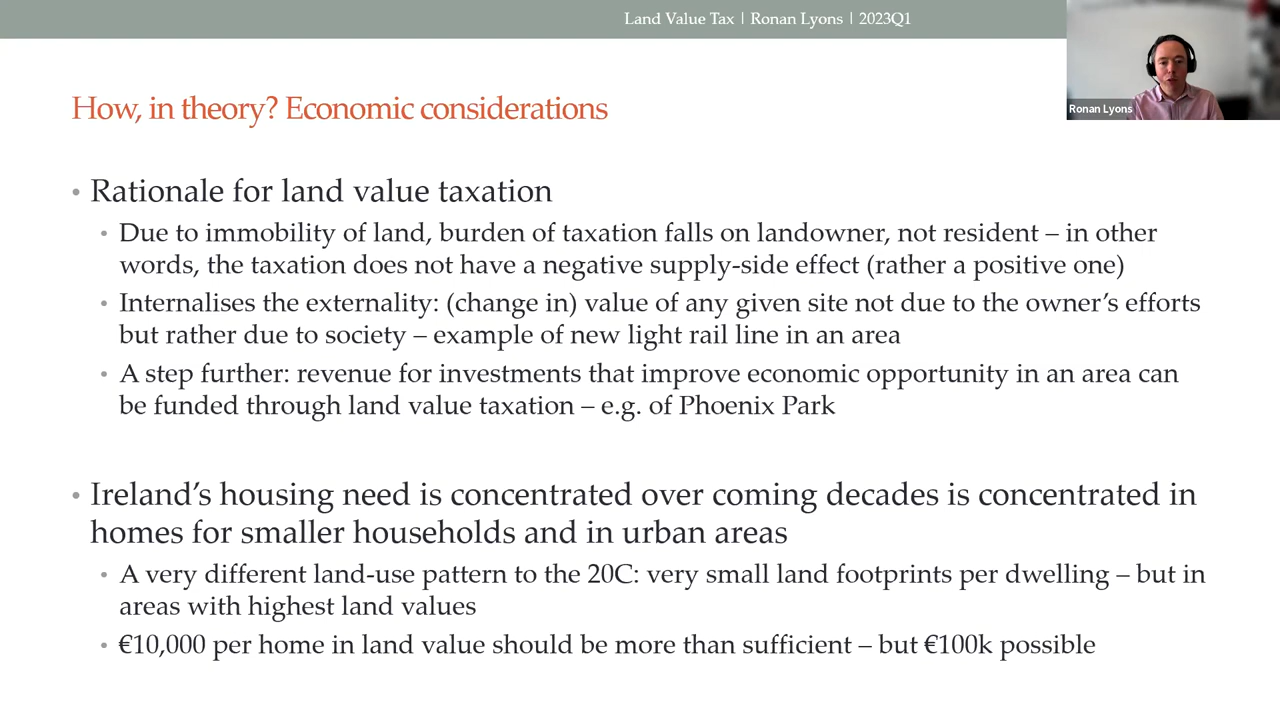 Land Value Tax | Ronan Lyons | 2023Q1
Ronan Lyons
How, in theory? Economic considerations
• Rationale for land value taxation
• Due to immobility of land, burden of taxation falls on landowner, not resident – in other
words, the taxation does not have a negative supply-side effect (rather a positive one)
• Internalises the externality: (change in) value of any given site not due to the owner's efforts
but rather due to society – example of new light rail line in an area
• A step further: revenue for investments that improve economic opportunity in an area can
be funded through land value taxation – e.g. of Phoenix Park
• Ireland's housing need is concentrated over coming decades is concentrated in
homes for smaller households and in urban areas
• A very different land-use pattern to the 20C: very small land footprints per dwelling – but in
areas with highest land values
• €10,000 per home in land value should be more than sufficient – but €100k possible